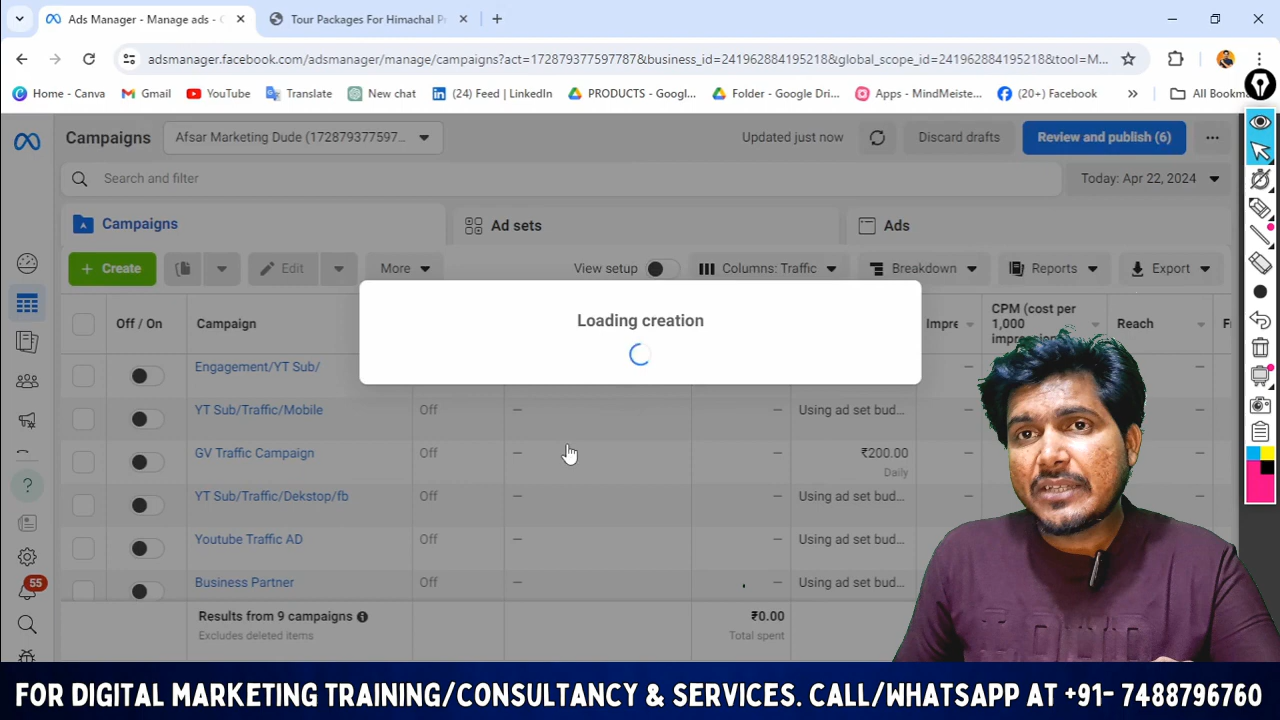 Ads Manager - Manage ads - C
Tour Packages For Himachal Pr
adsmanager.facebook.com/adsmanager/manage/campaigns?act=172879377597787&business_id=241962884195218&global_scope_id=241962884195218&tool=M...
Home - Canva
Gmail
YouTube
Translate
New chat
(24) Feed | LinkedIn
PRODUCTS - Googl...
Folder - Google Dri...
Apps - MindMeiste...
(20+) Facebook
All Bookm
Campaigns
Afsar Marketing Dude (172879377597...
Updated just now
Discard drafts
Review and publish (6)
Search and filter
Today: Apr 22, 2024
Campaigns
Ad sets
Ads
+ Create
Edit
More
View setup
Columns: Traffic
Breakdown
Reports
Export
Off / On
Campaign
Impre
CPM (cost per
1,000
impressions)
Reach
Loading creation
Engagement/YT Sub/
YT Sub/Traffic/Mobile
Off
—
—
Using ad set bud...
GV Traffic Campaign
Off
—
—
₹200.00
Daily
YT Sub/Traffic/Dekstop/fb
Off
—
—
Using ad set bud...
Youtube Traffic AD
Off
—
—
Using ad set bud...
Business Partner
Off
—
—
Using ad set bud...
Results from 9 campaigns
Excludes deleted items
₹0.00
Total spent
55
FOR DIGITAL MARKETING TRAINING/CONSULTANCY & SERVICES. CALL/WHATSAPP AT +91- 7488796760